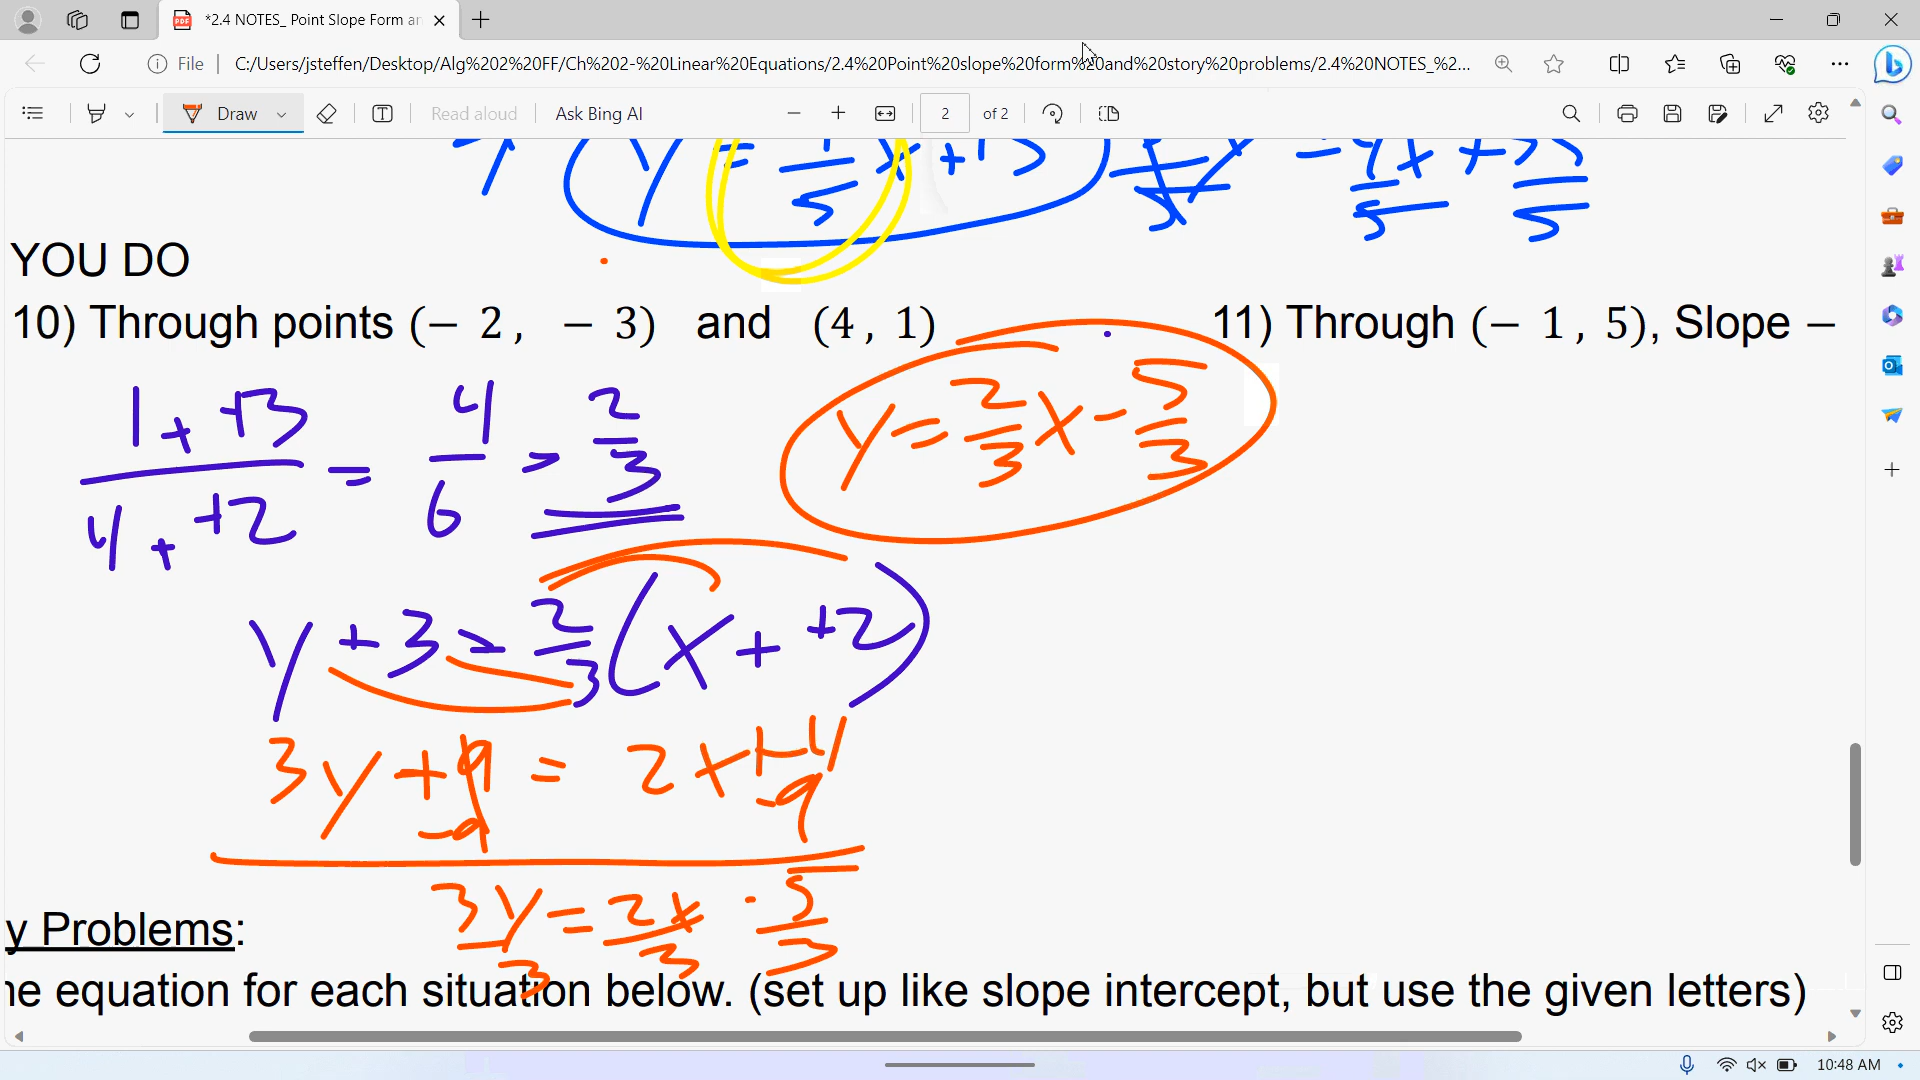 *2.4 NOTES_ Point Slope Form ar
File C:/Users/jsteffen/Desktop/Alg%202%20FF/Ch%202-%20Linear%20Equations/2.4%20Point%20slope%20form%20and%20story%20problems/2.4%20NOTES_%2...
Draw Read aloud Ask Bing AI 2 of 2
YOU DO
10) Through points (− 2 , − 3) and (4 , 1)
11) Through (− 1 , 5), Slope −
1 + +3 / 4 + +2 = 4/6 = 2/3
y = 2/3 x − 5/3
y + 3 = 2/3 (x + +2)
3y + 9 = 2x + 4
−9 −9
3y/3 = 2x/3 - 5/3
y Problems:
he equation for each situation below. (set up like slope intercept, but use the given letters)
10:48 AM